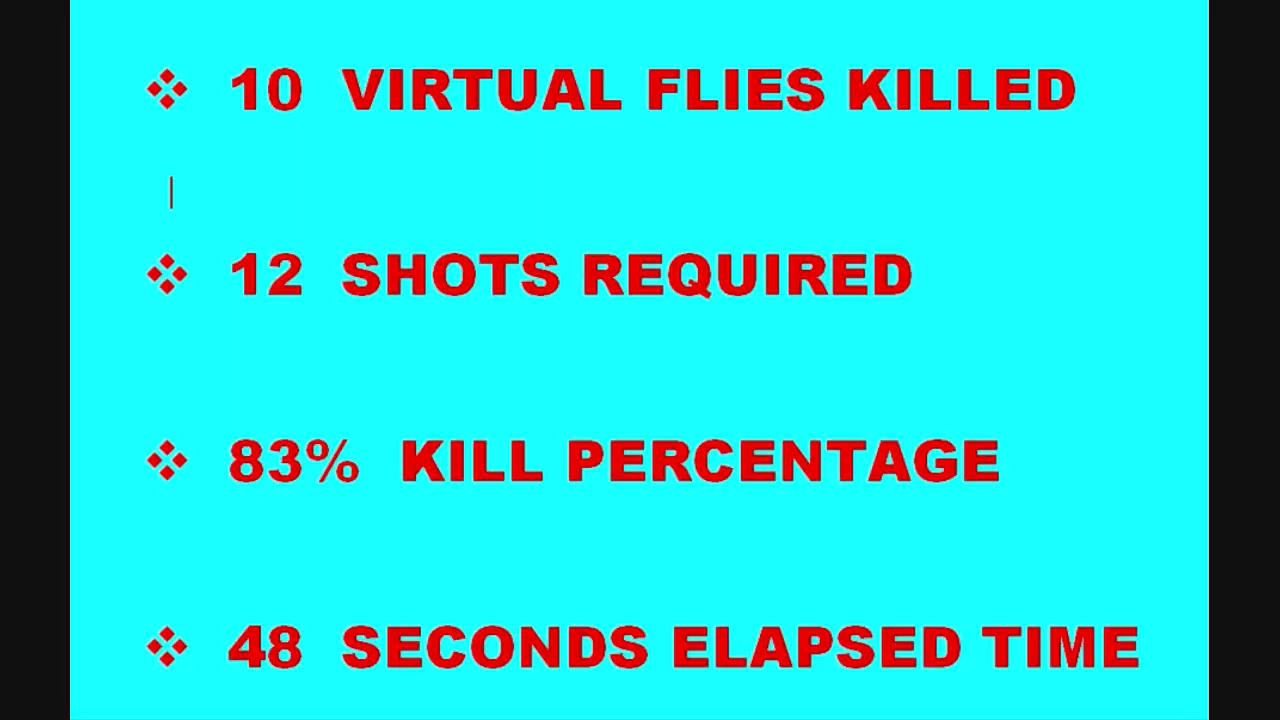 ❖ 10 VIRTUAL FLIES KILLED
❖ 12 SHOTS REQUIRED
❖ 83% KILL PERCENTAGE
❖ 48 SECONDS ELAPSED TIME